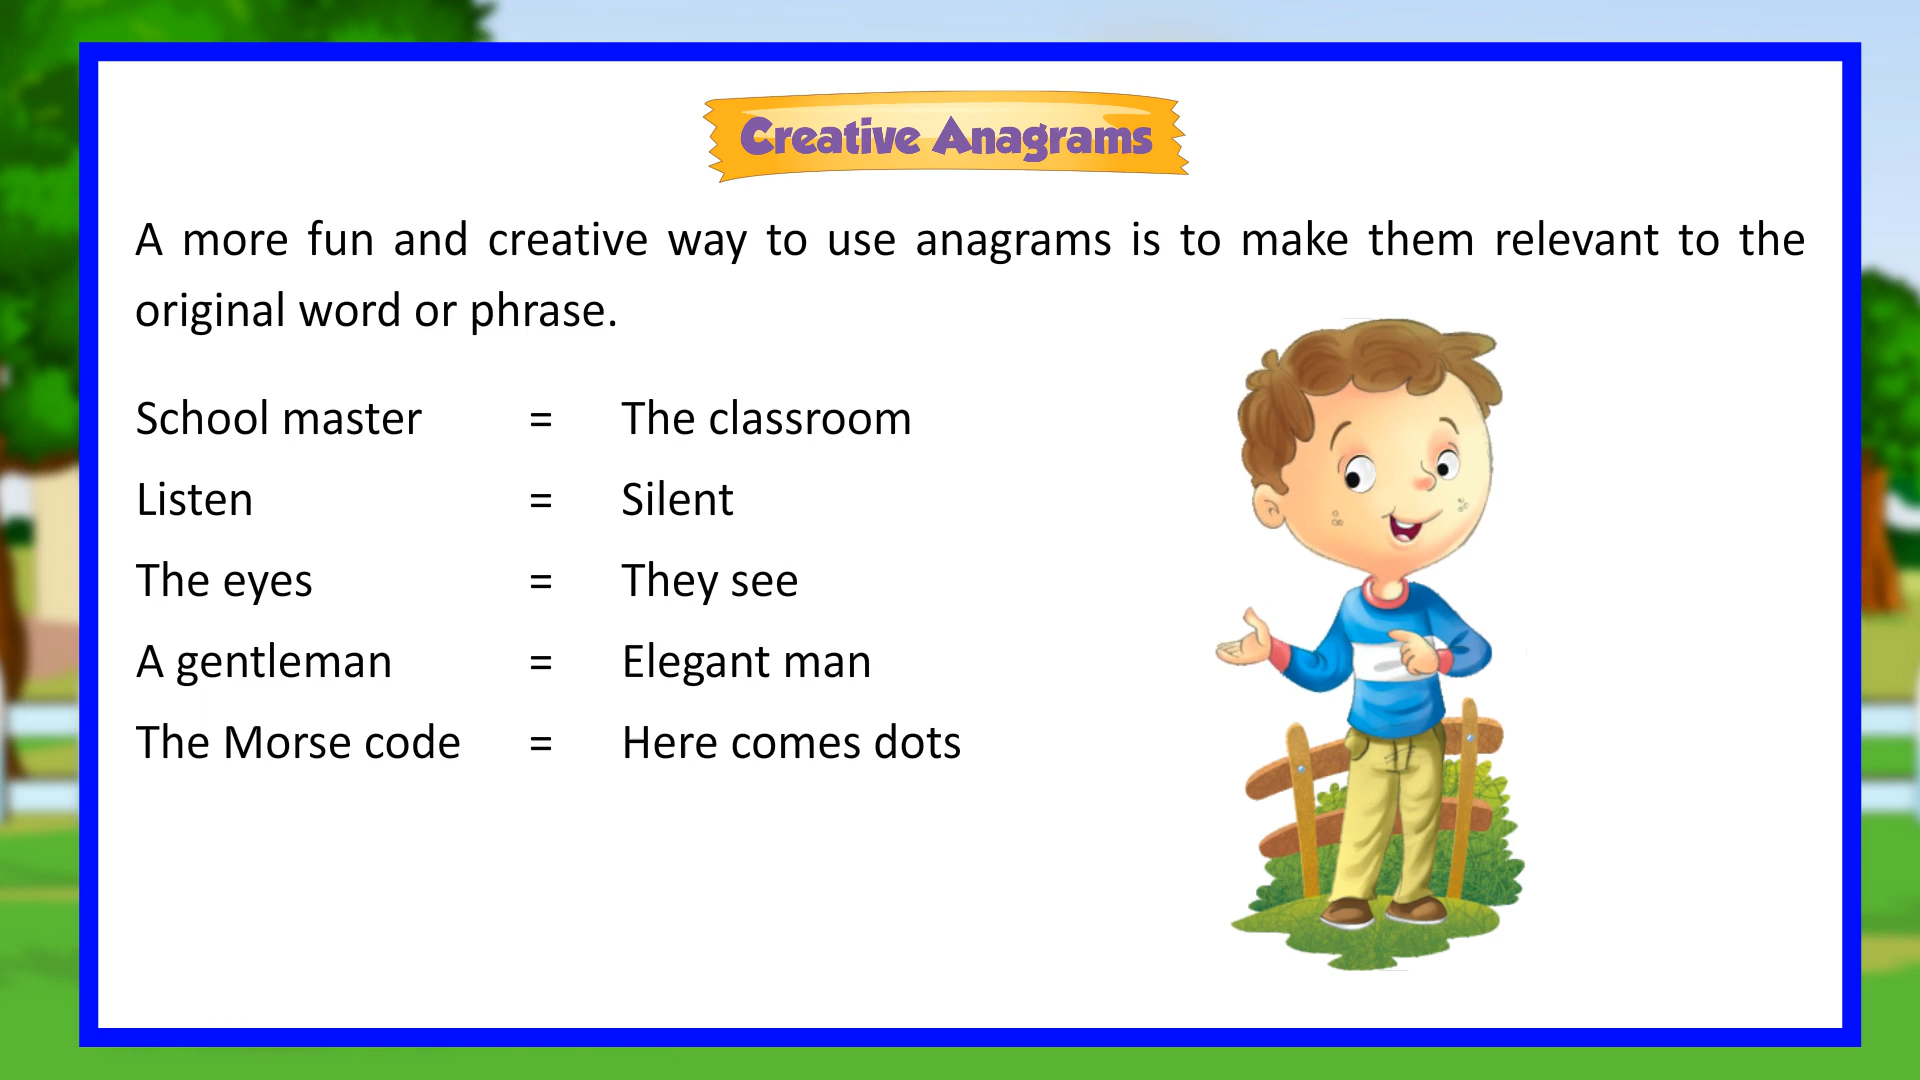 Creative Anagrams
A more fun and creative way to use anagrams is to make them relevant to the
original word or phrase.
School master = The classroom
Listen = Silent
The eyes = They see
A gentleman = Elegant man
The Morse code = Here comes dots